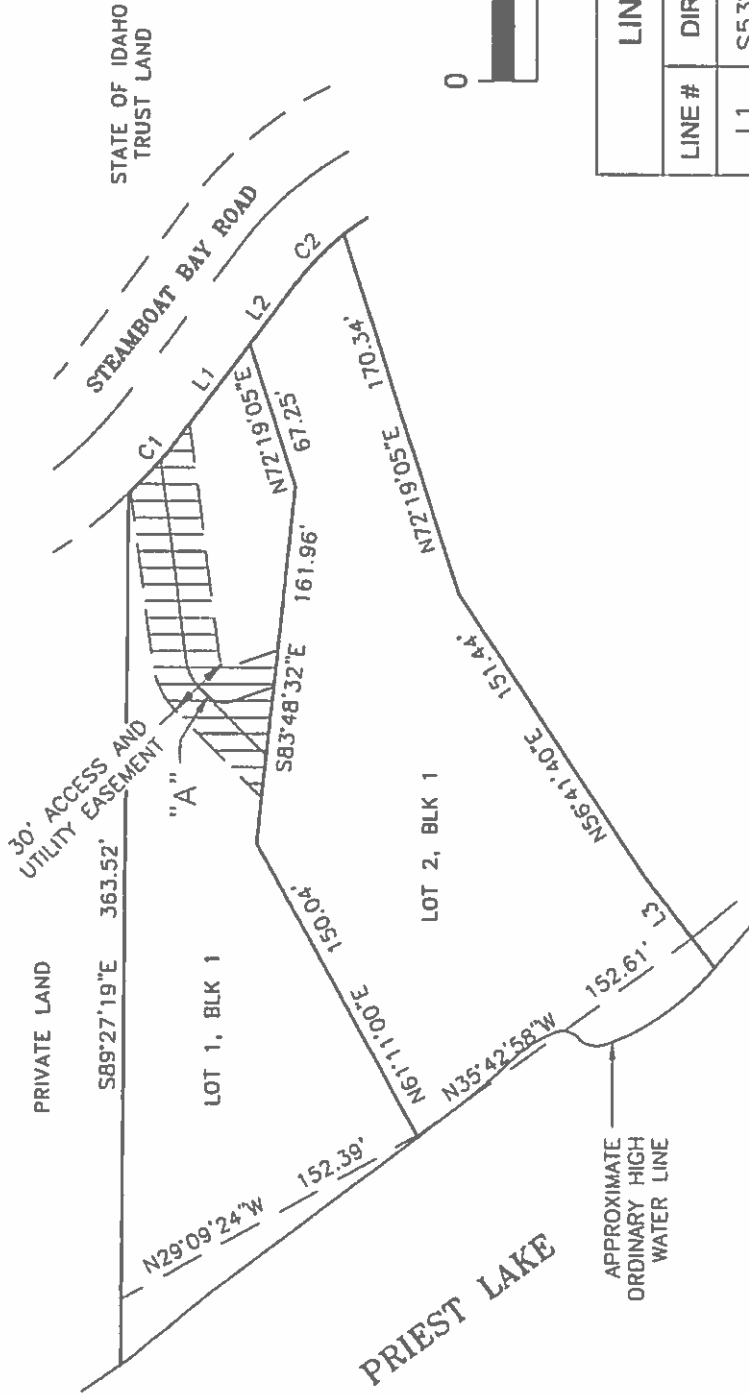 STATE OF IDAHO
TRUST LAND
STEAMBOAT BAY ROAD
PRIVATE LAND
S89°27'19"E 363.52'
30' ACCESS AND
UTILITY EASEMENT
"A"
C1
L1
L2
C2
N72°19'05"E
67.25'
S83°48'32"E 161.96'
LOT 1, BLK 1
N61°11'00"E 150.04'
N29°09'24"W 152.39'
LOT 2, BLK 1
N72°19'05"E 170.34'
N56°41'40"E 151.44'
L3
N35°42'58"W 152.61'
PRIEST LAKE
APPROXIMATE
ORDINARY HIGH
WATER LINE
0
LIN
LINE # DIR
L1 S53°